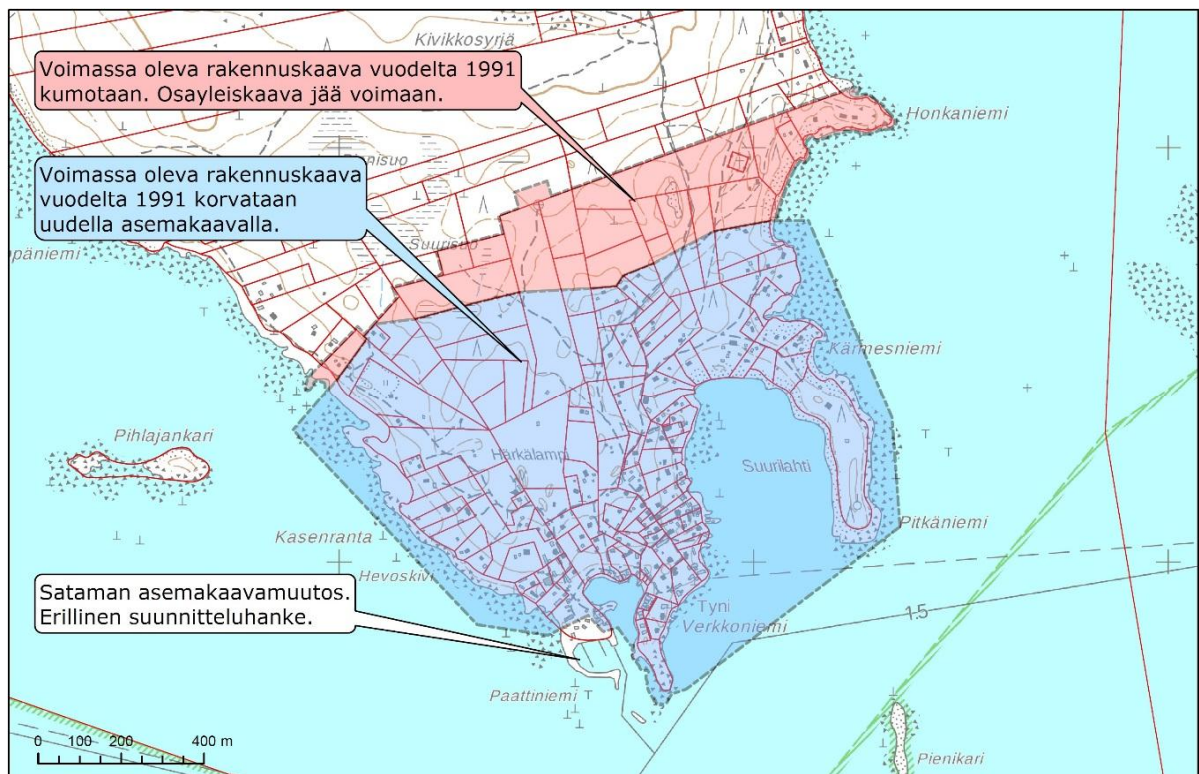 Kivikkosyrjä
Voimassa oleva rakennuskaava vuodelta 1991
kumotaan. Osayleiskaava jää voimaan.
Honkaniemi
Voimassa oleva rakennuskaava
vuodelta 1991 korvataan
uudella asemakaavalla.
Suurisuo
Kärmesniemi
Pihlajankari
Härkälampi
Suurilahti
Pitkäniemi
Kasenranta
Hevoskivi
Sataman asemakaavamuutos.
Erillinen suunnitteluhanke.
Tyni
Verkkoniemi
1.5
Paattiniemi
0 100 200 400 m
Pienikari